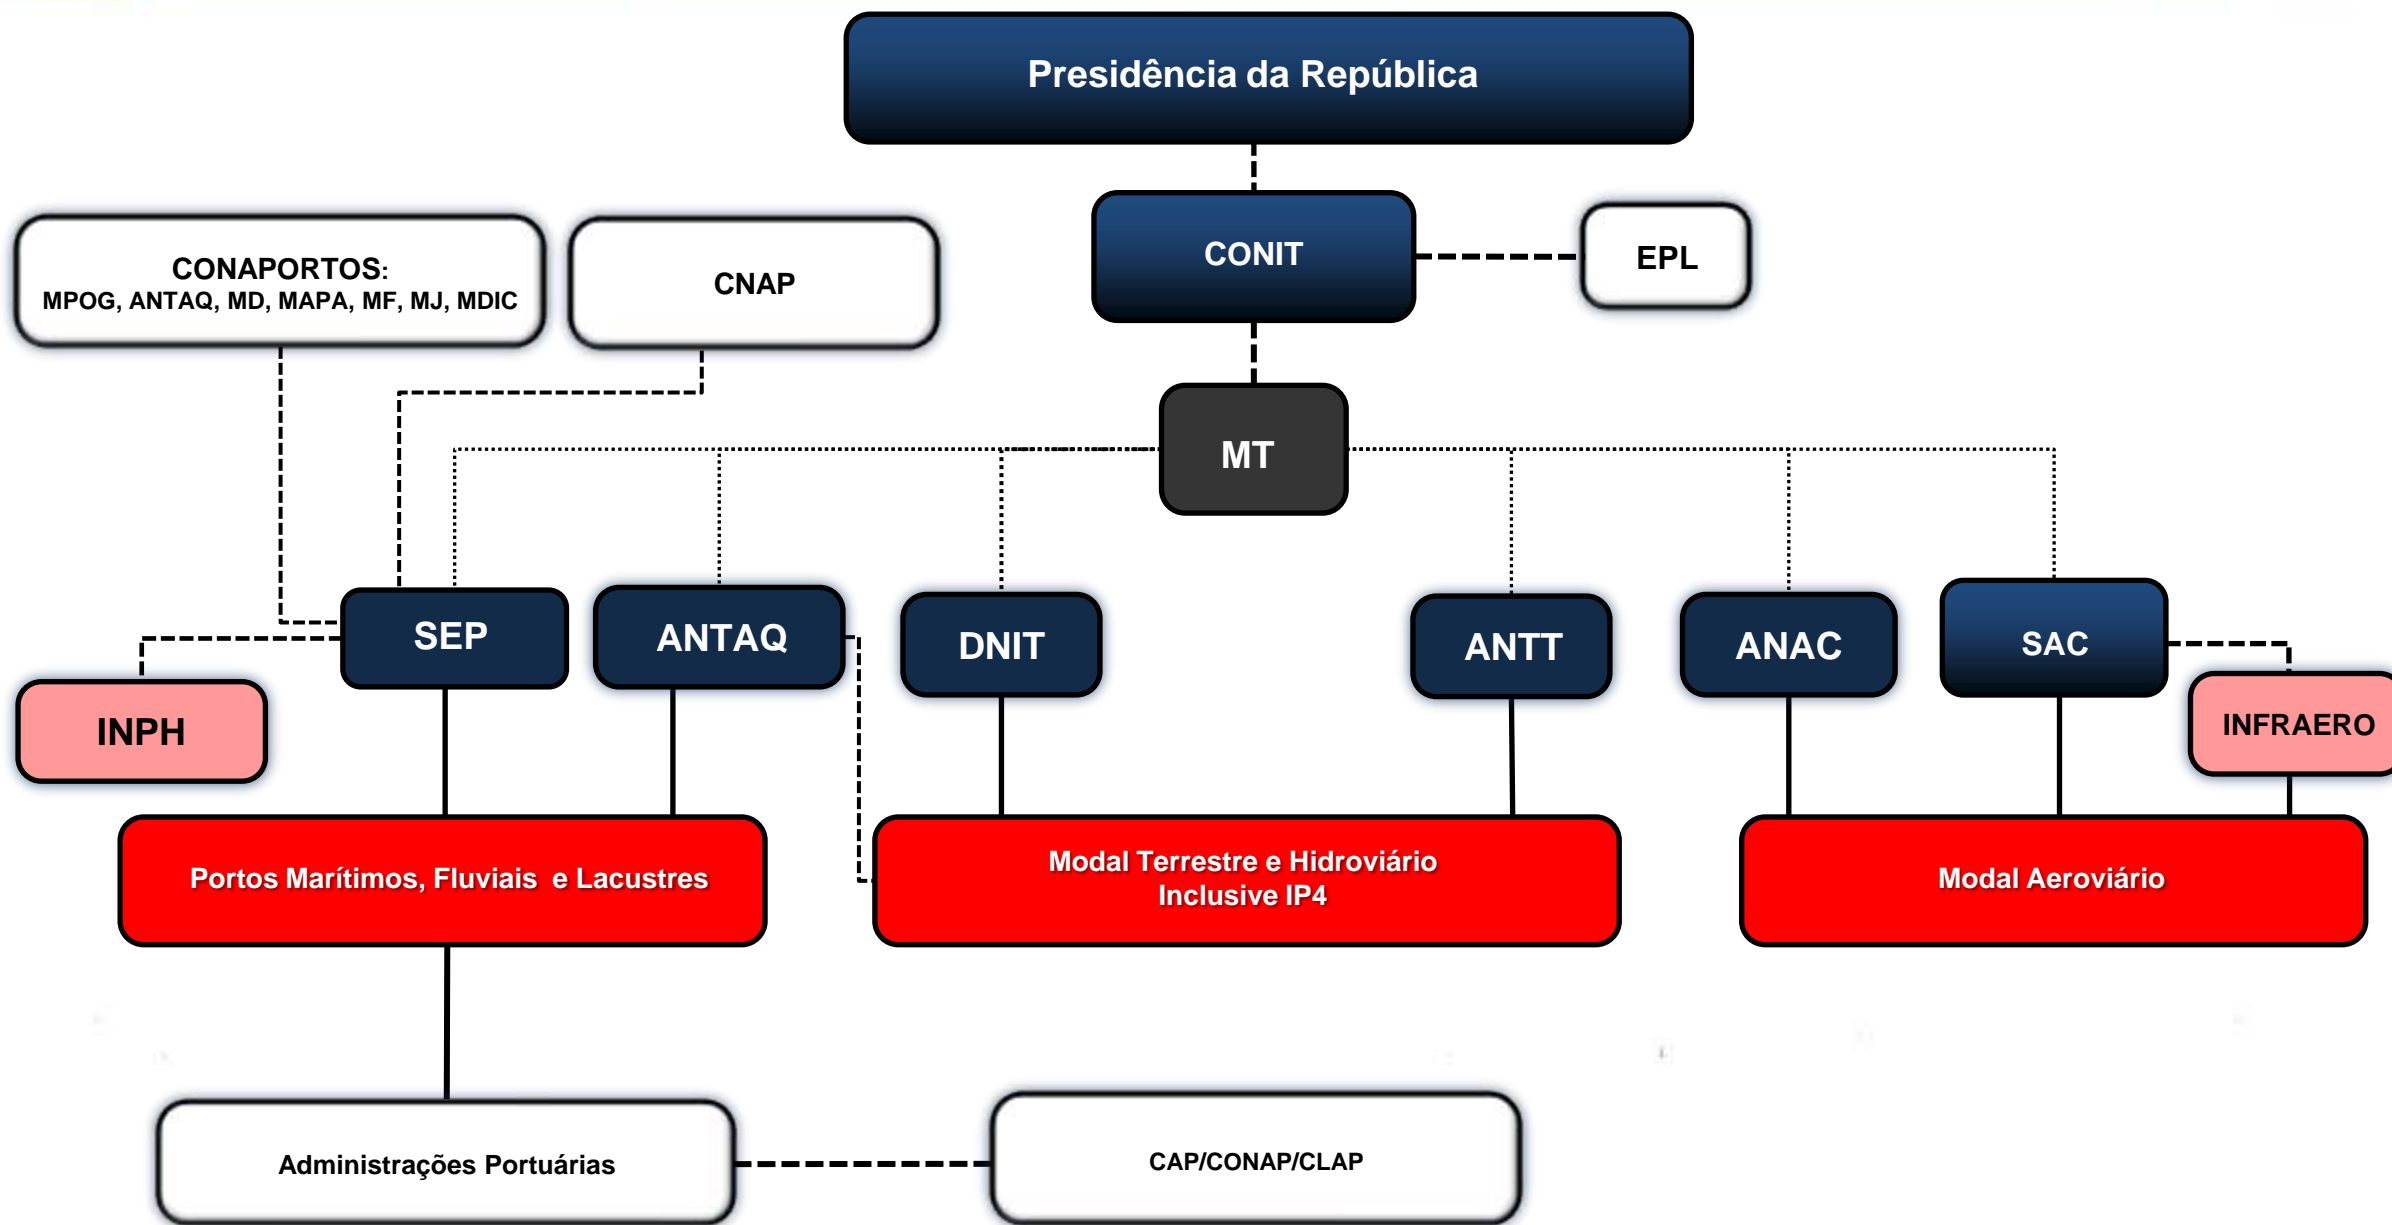 Presidência da República
CONIT
EPL
CONAPORTOS:
MPOG, ANTAQ, MD, MAPA, MF, MJ, MDIC
CNAP
MT
SEP
ANTAQ
DNIT
ANTT
ANAC
SAC
INPH
INFRAERO
Portos Marítimos, Fluviais e Lacustres
Modal Terrestre e Hidroviário
Inclusive IP4
Modal Aeroviário
Administrações Portuárias
CAP/CONAP/CLAP